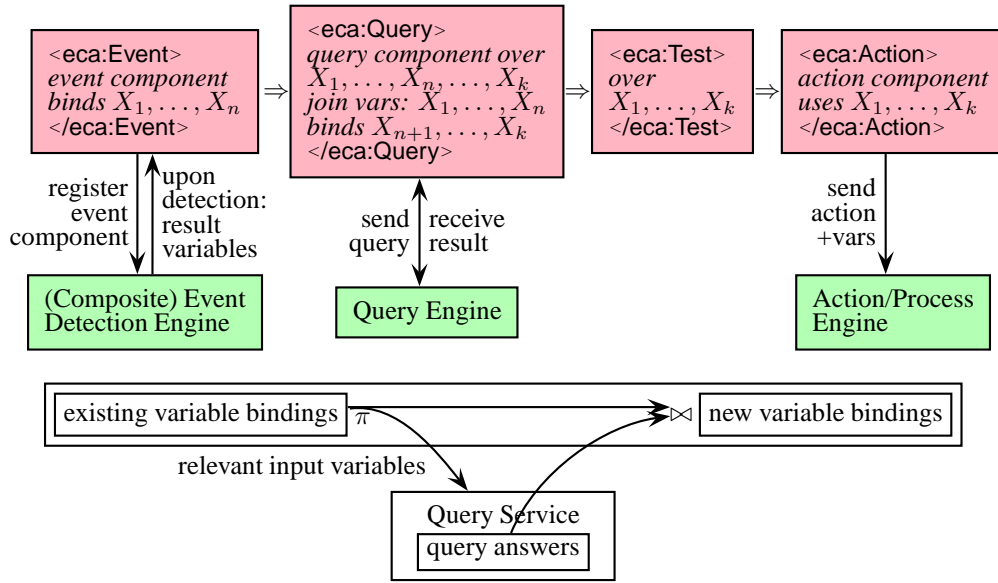 <eca:Event>
event component
binds X₁, . . . , Xₙ
</eca:Event>
⇒
<eca:Query>
query component over
X₁, . . . , Xₙ, . . . , Xₖ
join vars: X₁, . . . , Xₙ
binds Xₙ₊₁, . . . , Xₖ
</eca:Query>
⇒
<eca:Test>
over
X₁, . . . , Xₖ
</eca:Test>
⇒
<eca:Action>
action component
uses X₁, . . . , Xₖ
</eca:Action>
register
event
component
upon
detection:
result
variables
send
query
receive
result
send
action
+vars
(Composite) Event
Detection Engine
Query Engine
Action/Process
Engine
existing variable bindings
π
⋈
new variable bindings
relevant input variables
Query Service
query answers